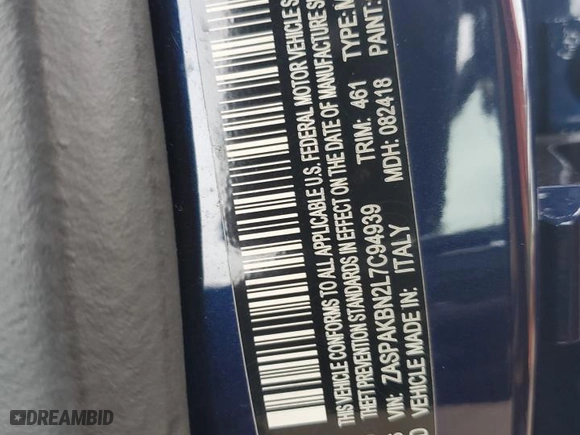 THIS VEHICLE CONFORMS TO ALL APPLICABLE U.S. FEDERAL MOTOR VEHICLE
THEFT PREVENTION STANDARDS IN EFFECT ON THE DATE OF MANUFACTURE
VIN: ZASPAKBN2L7C94939 TRIM: 461 TYPE:
VEHICLE MADE IN: ITALY MDH: 082418 PAINT:
DREAMBID